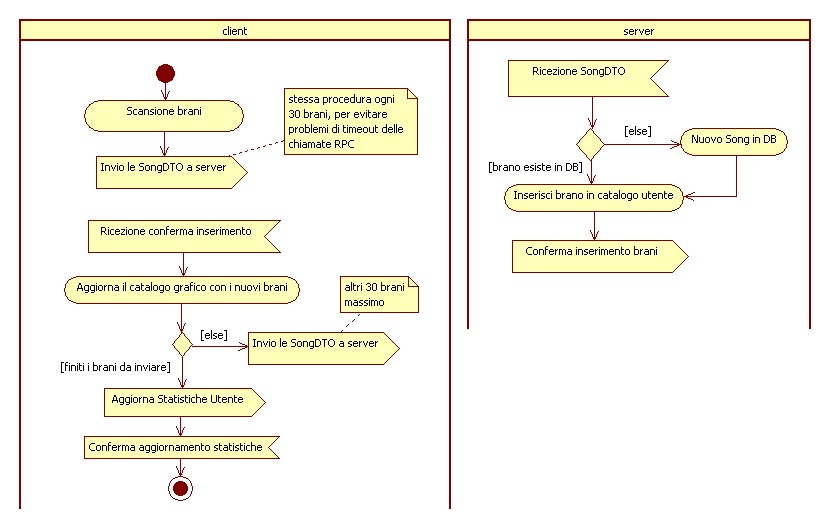 client
Scansione brani
stessa procedura ogni
30 brani, per evitare
problemi di timeout delle
chiamate RPC
Invio le SongDTO a server
Ricezione conferma inserimento
Aggiorna il catalogo grafico con i nuovi brani
altri 30 brani
massimo
[else]
Invio le SongDTO a server
[finiti i brani da inviare]
Aggiorna Statistiche Utente
Conferma aggiornamento statistiche
server
Ricezione SongDTO
[else]
Nuovo Song in DB
[brano esiste in DB]
Inserisci brano in catalogo utente
Conferma inserimento brani